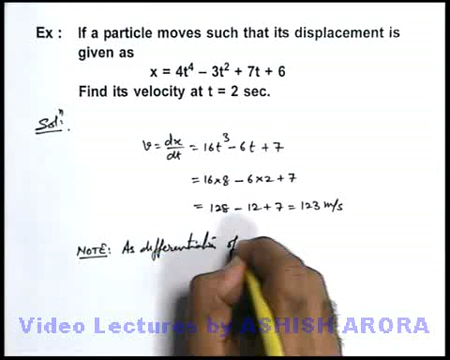 Ex : If a particle moves such that its displacement is
given as
x = 4t⁴ – 3t² + 7t + 6
Find its velocity at t = 2 sec.
Solⁿ.
v = dx/dt = 16t³ - 6t + 7
= 16×8 - 6×2 + 7
= 128 - 12 + 7 = 123 m/s
NOTE: As differentiation of
Video Lectures by ASHISH ARORA